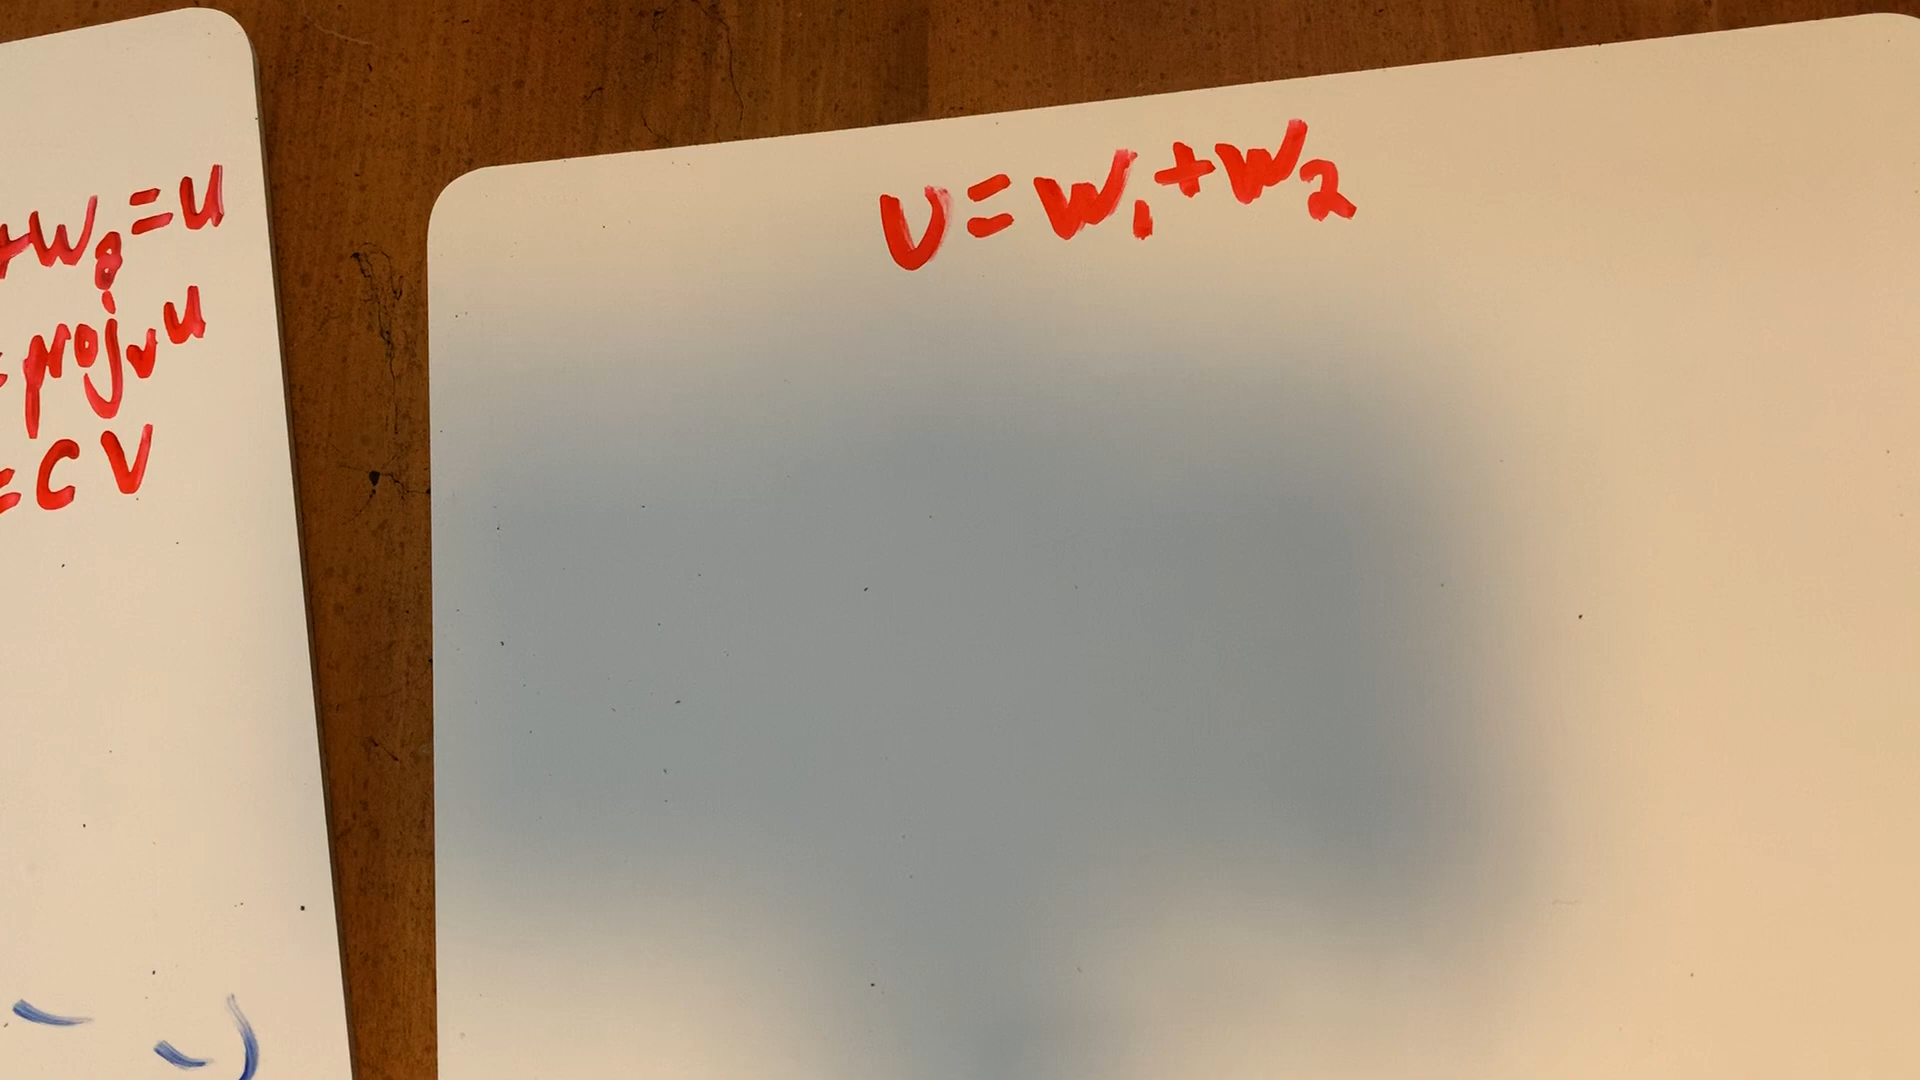 +W₂=u
=projᵥu
=CV
U=W₁+W₂